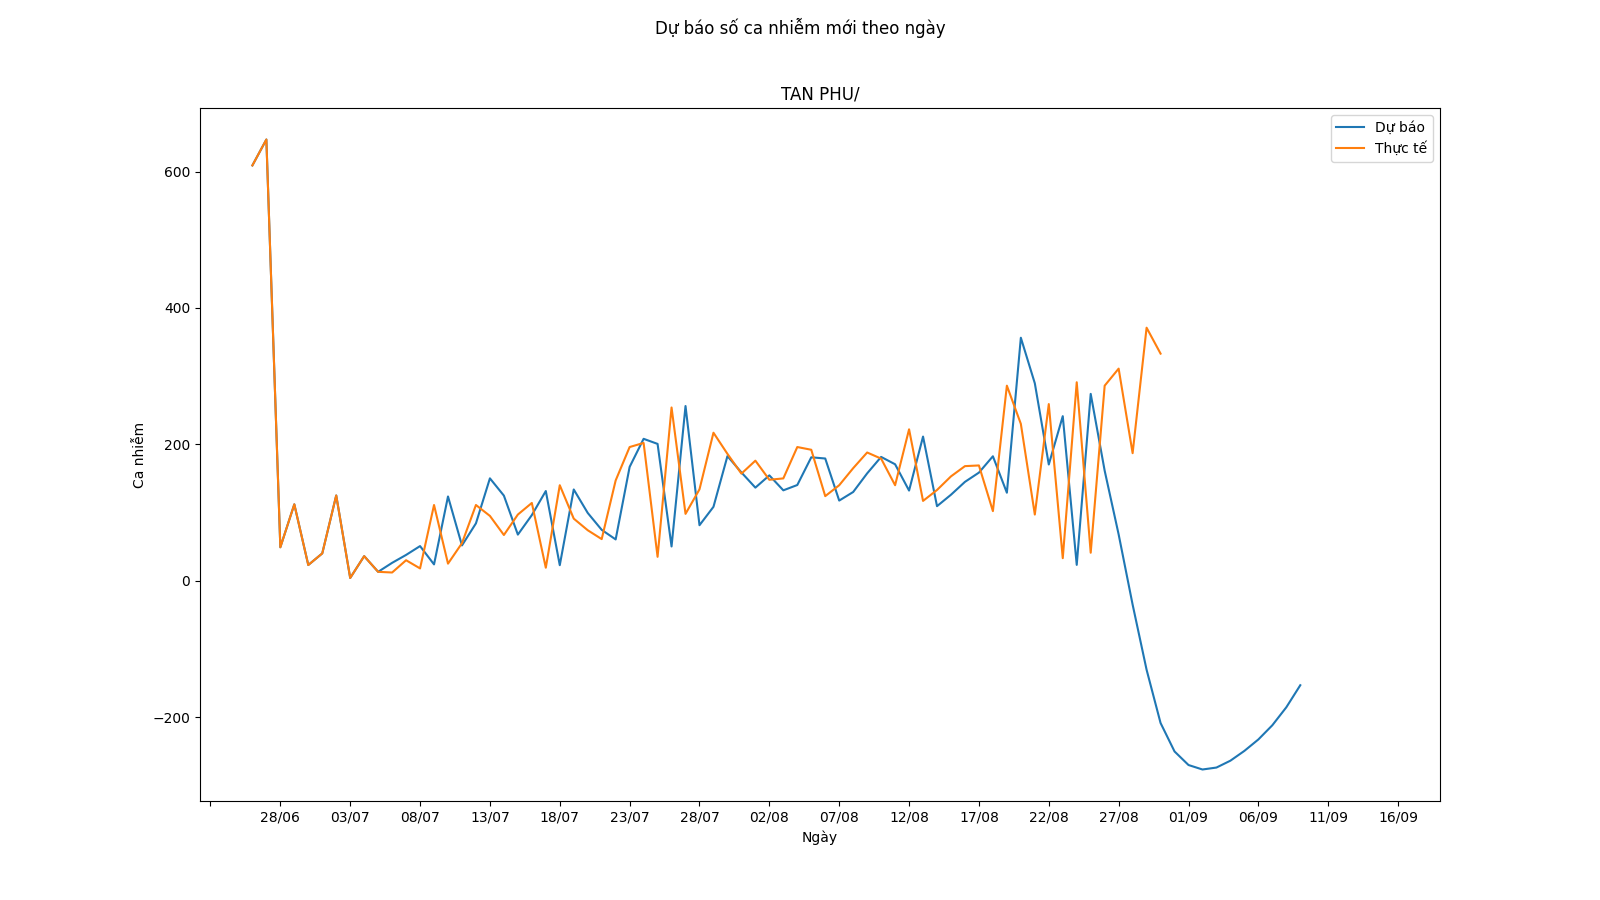 Dự báo số ca nhiễm mới theo ngày
TAN PHU/
Dự báo
Thực tế
600
400
200
0
−200
Ca nhiễm
28/06 03/07 08/07 13/07 18/07 23/07 28/07 02/08 07/08 12/08 17/08 22/08 27/08 01/09 06/09 11/09 16/09
Ngày